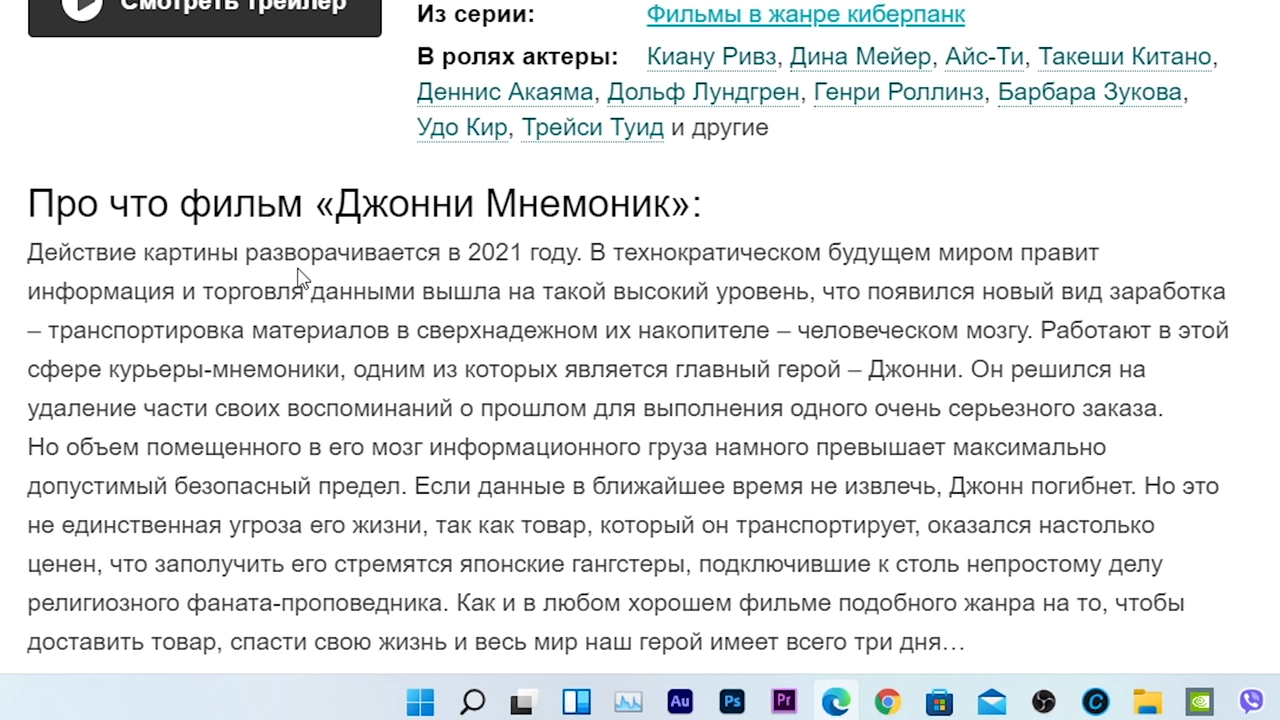 Смотреть трейлер
Из серии: Фильмы в жанре киберпанк
В ролях актеры: Киану Ривз, Дина Мейер, Айс-Ти, Такеши Китано,
Деннис Акаяма, Дольф Лундгрен, Генри Роллинз, Барбара Зукова,
Удо Кир, Трейси Туид и другие
Про что фильм «Джонни Мнемоник»:
Действие картины разворачивается в 2021 году. В технократическом будущем миром правит
информация и торговля данными вышла на такой высокий уровень, что появился новый вид заработка
– транспортировка материалов в сверхнадежном их накопителе – человеческом мозгу. Работают в этой
сфере курьеры-мнемоники, одним из которых является главный герой – Джонни. Он решился на
удаление части своих воспоминаний о прошлом для выполнения одного очень серьезного заказа.
Но объем помещенного в его мозг информационного груза намного превышает максимально
допустимый безопасный предел. Если данные в ближайшее время не извлечь, Джонн погибнет. Но это
не единственная угроза его жизни, так как товар, который он транспортирует, оказался настолько
ценен, что заполучить его стремятся японские гангстеры, подключившие к столь непростому делу
религиозного фаната-проповедника. Как и в любом хорошем фильме подобного жанра на то, чтобы
доставить товар, спасти свою жизнь и весь мир наш герой имеет всего три дня…
Au Ps Pr